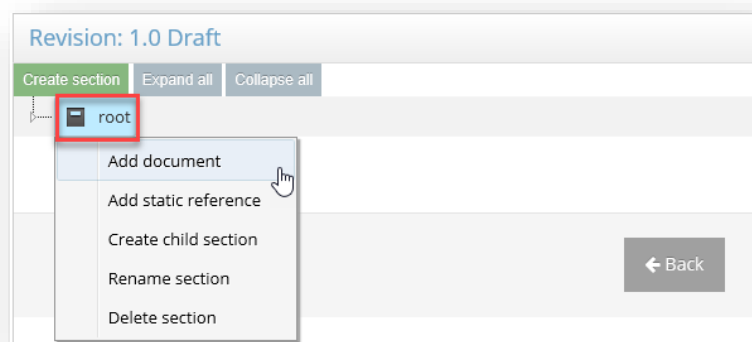 Revision: 1.0 Draft
Create section Expand all Collapse all
root
Add document
Add static reference
Create child section
Rename section
Delete section
Back